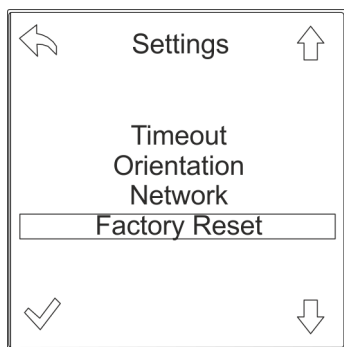 Settings
Timeout
Orientation
Network
Factory Reset